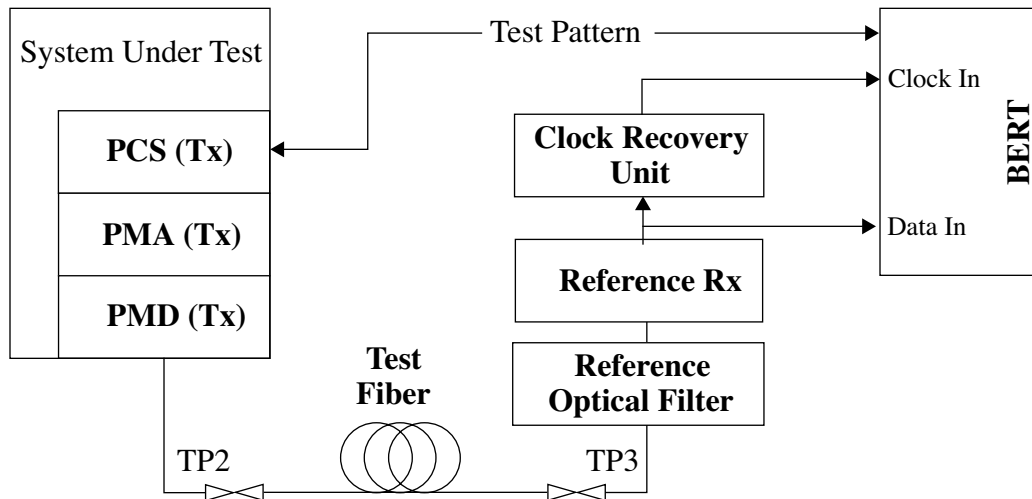 System Under Test
PCS (Tx)
PMA (Tx)
PMD (Tx)
Test Pattern
Clock In
BERT
Data In
Clock Recovery
Unit
Reference Rx
Reference
Optical Filter
Test
Fiber
TP2
TP3